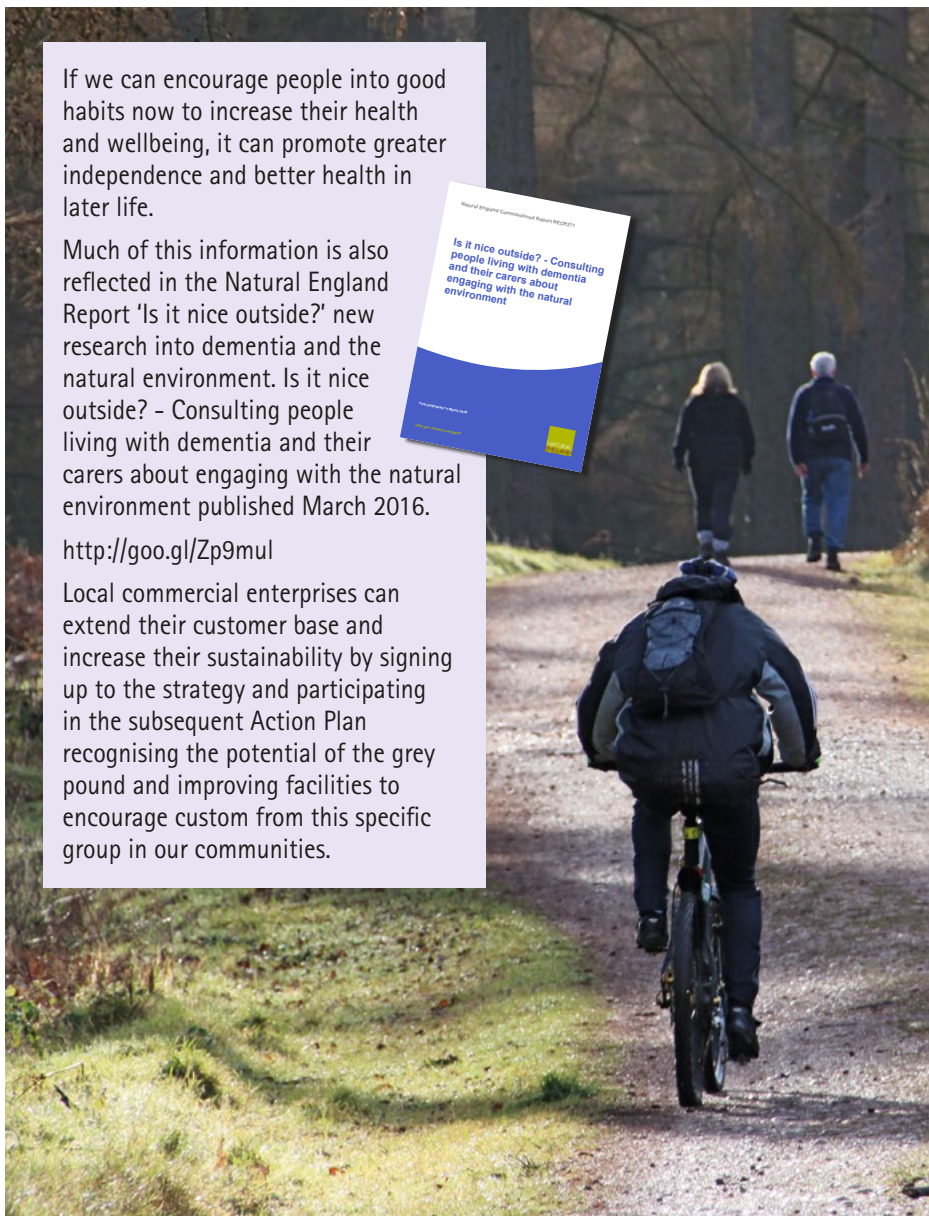 If we can encourage people into good
habits now to increase their health
and wellbeing, it can promote greater
independence and better health in
later life.
Much of this information is also
reflected in the Natural England
Report ‘Is it nice outside?’ new
research into dementia and the
natural environment. Is it nice
outside? - Consulting people
living with dementia and their
carers about engaging with the natural
environment published March 2016.
http://goo.gl/Zp9mul
Local commercial enterprises can
extend their customer base and
increase their sustainability by signing
up to the strategy and participating
in the subsequent Action Plan
recognising the potential of the grey
pound and improving facilities to
encourage custom from this specific
group in our communities.
Natural England Commissioned Report NECR211
Is it nice outside? - Consulting
people living with dementia
and their carers about
engaging with the natural
environment
NATURAL
ENGLAND